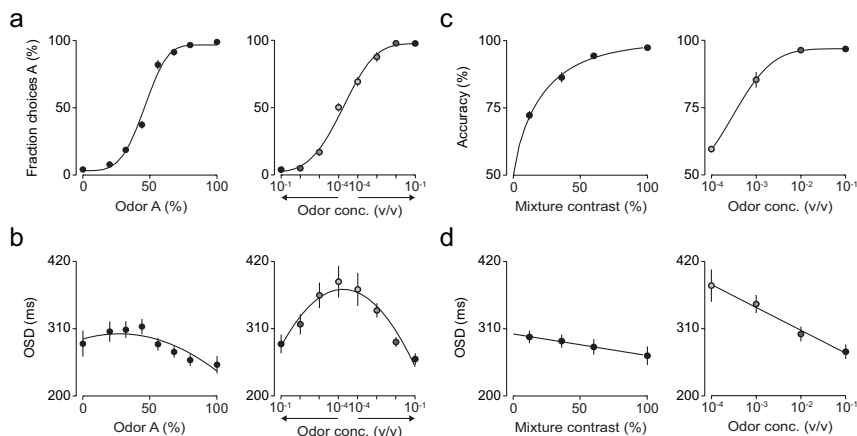 a
Fraction choices A (%)
100
50
0
0 50 100
Odor A (%)
10⁻¹ 10⁻⁴ 10⁻⁴ 10⁻¹
Odor conc. (v/v)
c
Accuracy (%)
100
75
50
0 50 100
Mixture contrast (%)
100
75
50
10⁻⁴ 10⁻³ 10⁻² 10⁻¹
Odor conc. (v/v)
b
OSD (ms)
420
310
200
0 50 100
Odor A (%)
420
310
200
10⁻¹ 10⁻⁴ 10⁻⁴ 10⁻¹
Odor conc. (v/v)
d
OSD (ms)
420
310
200
0 50 100
Mixture contrast (%)
420
310
200
10⁻⁴ 10⁻³ 10⁻² 10⁻¹
Odor conc. (v/v)